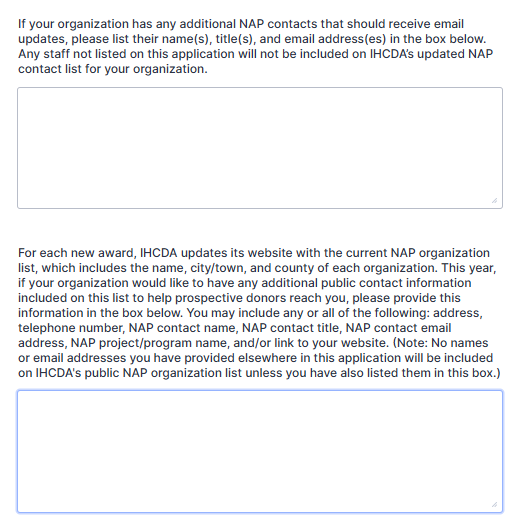 If your organization has any additional NAP contacts that should receive email
updates, please list their name(s), title(s), and email address(es) in the box below.
Any staff not listed on this application will not be included on IHCDA's updated NAP
contact list for your organization.
For each new award, IHCDA updates its website with the current NAP organization
list, which includes the name, city/town, and county of each organization. This year,
if your organization would like to have any additional public contact information
included on this list to help prospective donors reach you, please provide this
information in the box below. You may include any or all of the following: address,
telephone number, NAP contact name, NAP contact title, NAP contact email
address, NAP project/program name, and/or link to your website. (Note: No names
or email addresses you have provided elsewhere in this application will be included
on IHCDA's public NAP organization list unless you have also listed them in this box.)